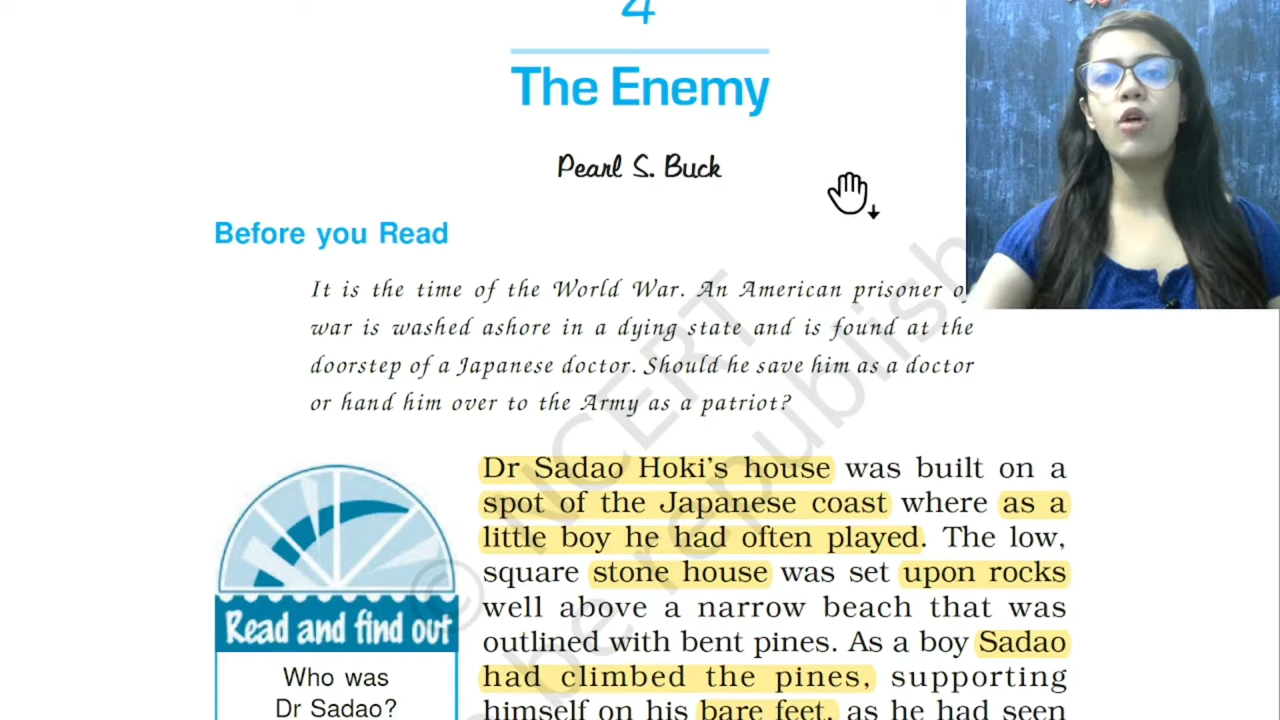 4
The Enemy
Pearl S. Buck
Before you Read
It is the time of the World War. An American prisoner of
war is washed ashore in a dying state and is found at the
doorstep of a Japanese doctor. Should he save him as a doctor
or hand him over to the Army as a patriot?
Dr Sadao Hoki's house was built on a
spot of the Japanese coast where as a
little boy he had often played. The low,
square stone house was set upon rocks
well above a narrow beach that was
outlined with bent pines. As a boy Sadao
had climbed the pines, supporting
himself on his bare feet, as he had seen
Read and find out
Who was
Dr Sadao?
© NCERT
be republish